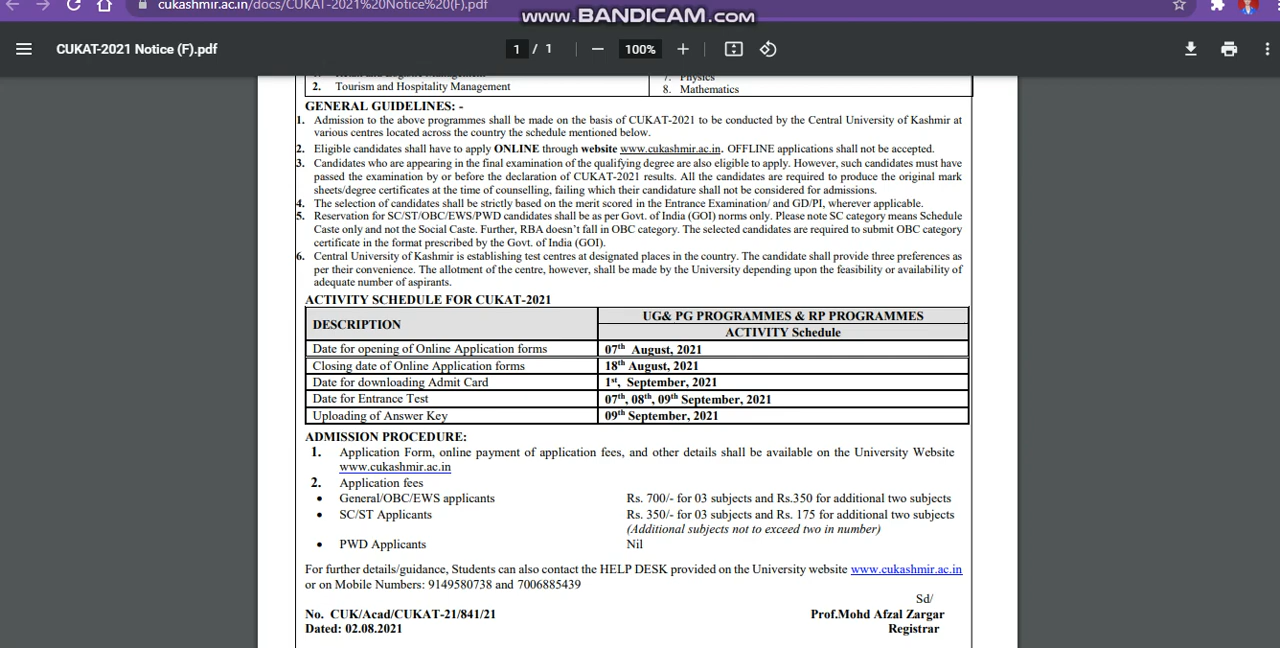 cukashmir.ac.in/docs/CUKAT-2021%20Notice%20(F).pdf
www.BANDICAM.com
CUKAT-2021 Notice (F).pdf
1 / 1
100%
2. Tourism and Hospitality Management
7. Physics
8. Mathematics
GENERAL GUIDELINES: -
1. Admission to the above programmes shall be made on the basis of CUKAT-2021 to be conducted by the Central University of Kashmir at
various centres located across the country the schedule mentioned below.
2. Eligible candidates shall have to apply ONLINE through website www.cukashmir.ac.in. OFFLINE applications shall not be accepted.
3. Candidates who are appearing in the final examination of the qualifying degree are also eligible to apply. However, such candidates must have
passed the examination by or before the declaration of CUKAT-2021 results. All the candidates are required to produce the original mark
sheets/degree certificates at the time of counselling, failing which their candidature shall not be considered for admissions.
4. The selection of candidates shall be strictly based on the merit scored in the Entrance Examination/ and GD/PI, wherever applicable.
5. Reservation for SC/ST/OBC/EWS/PWD candidates shall be as per Govt. of India (GOI) norms only. Please note SC category means Schedule
Caste only and not the Social Caste. Further, RBA doesn't fall in OBC category. The selected candidates are required to submit OBC category
certificate in the format prescribed by the Govt. of India (GOI).
6. Central University of Kashmir is establishing test centres at designated places in the country. The candidate shall provide three preferences as
per their convenience. The allotment of the centre, however, shall be made by the University depending upon the feasibility or availability of
adequate number of aspirants.
ACTIVITY SCHEDULE FOR CUKAT-2021
DESCRIPTION
UG& PG PROGRAMMES & RP PROGRAMMES
ACTIVITY Schedule
Date for opening of Online Application forms 07th August, 2021
Closing date of Online Application forms 18th August, 2021
Date for downloading Admit Card 1st, September, 2021
Date for Entrance Test 07th, 08th, 09th September, 2021
Uploading of Answer Key 09th September, 2021
ADMISSION PROCEDURE:
1. Application Form, online payment of application fees, and other details shall be available on the University Website
www.cukashmir.ac.in
2. Application fees
• General/OBC/EWS applicants Rs. 700/- for 03 subjects and Rs.350 for additional two subjects
• SC/ST Applicants Rs. 350/- for 03 subjects and Rs. 175 for additional two subjects
(Additional subjects not to exceed two in number)
• PWD Applicants Nil
For further details/guidance, Students can also contact the HELP DESK provided on the University website www.cukashmir.ac.in
or on Mobile Numbers: 9149580738 and 7006885439
Sd/
No. CUK/Acad/CUKAT-21/841/21 Prof.Mohd Afzal Zargar
Dated: 02.08.2021 Registrar